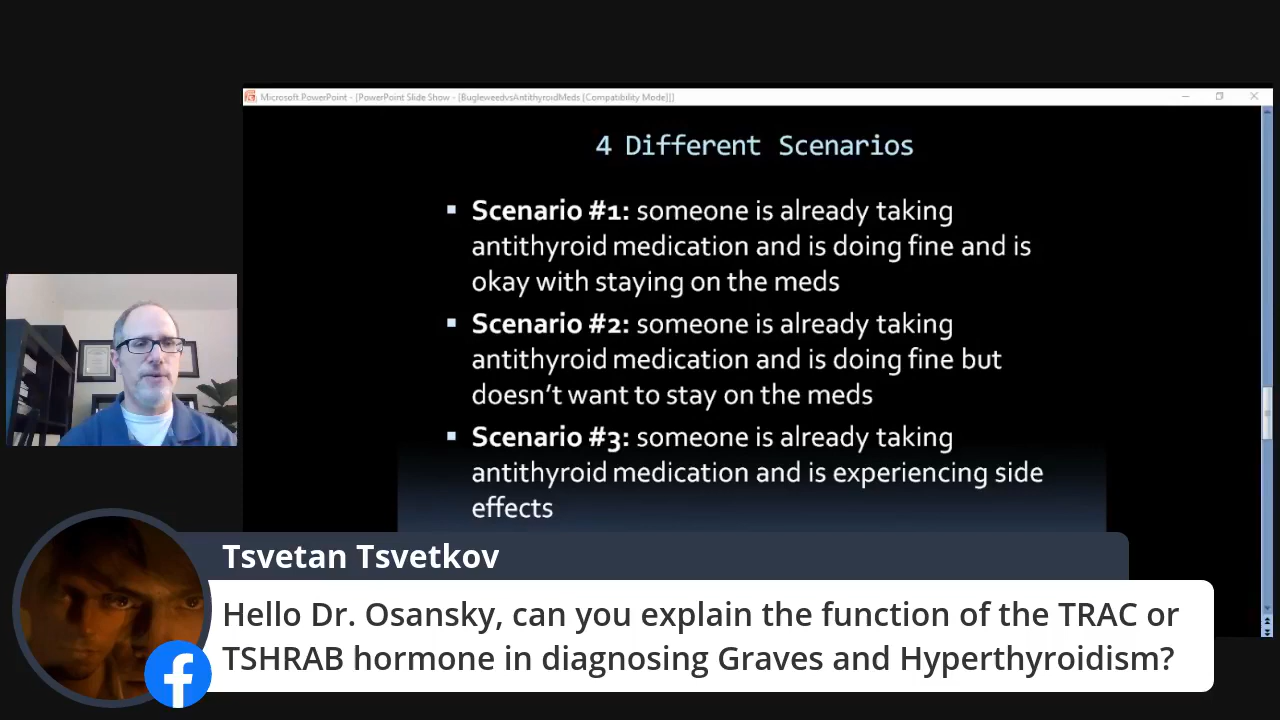 Microsoft PowerPoint - [PowerPoint Slide Show - [BugleweedvsAntithyroidMeds [Compatibility Mode]]]
4 Different Scenarios
▪ Scenario #1: someone is already taking
antithyroid medication and is doing fine and is
okay with staying on the meds
▪ Scenario #2: someone is already taking
antithyroid medication and is doing fine but
doesn't want to stay on the meds
▪ Scenario #3: someone is already taking
antithyroid medication and is experiencing side
effects
Tsvetan Tsvetkov
Hello Dr. Osansky, can you explain the function of the TRAC or
TSHRAB hormone in diagnosing Graves and Hyperthyroidism?